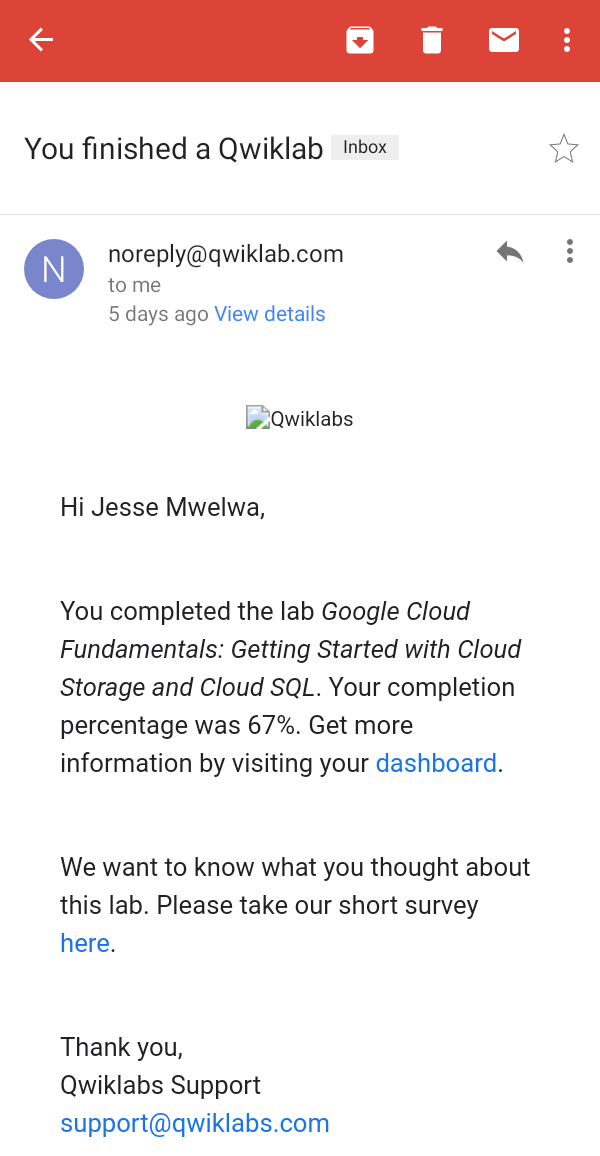 You finished a Qwiklab Inbox
N
noreply@qwiklab.com
to me
5 days ago View details
Qwiklabs
Hi Jesse Mwelwa,
You completed the lab Google Cloud
Fundamentals: Getting Started with Cloud
Storage and Cloud SQL. Your completion
percentage was 67%. Get more
information by visiting your dashboard.
We want to know what you thought about
this lab. Please take our short survey
here.
Thank you,
Qwiklabs Support
support@qwiklabs.com